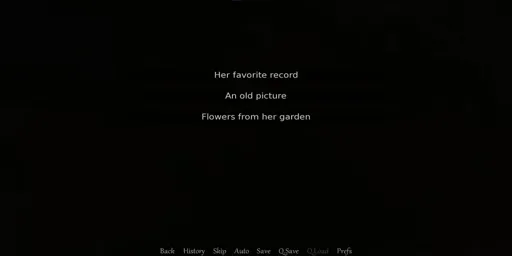 Her favorite record
An old picture
Flowers from her garden
Back History Skip Auto Save Q.Save Q.Load Prefs